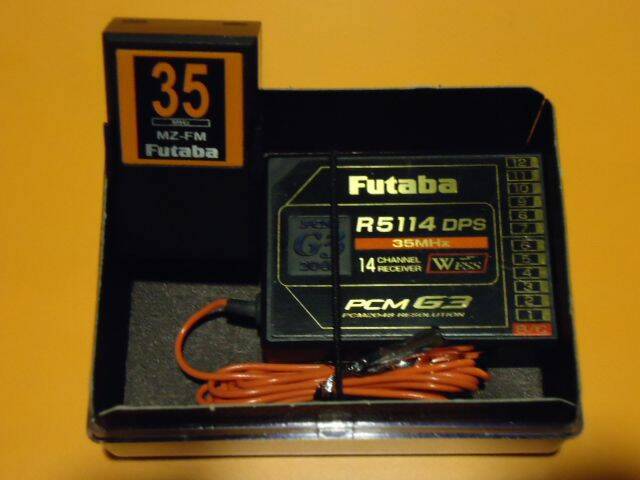 35
MHz
MZ-FM
Futaba
Futaba
R5114 DPS
35MHz
14 CHANNEL
RECEIVER
PCM G3
PCM2048 RESOLUTION
12
11
10
9
8
7
6
5
4
3
2
1
B/C